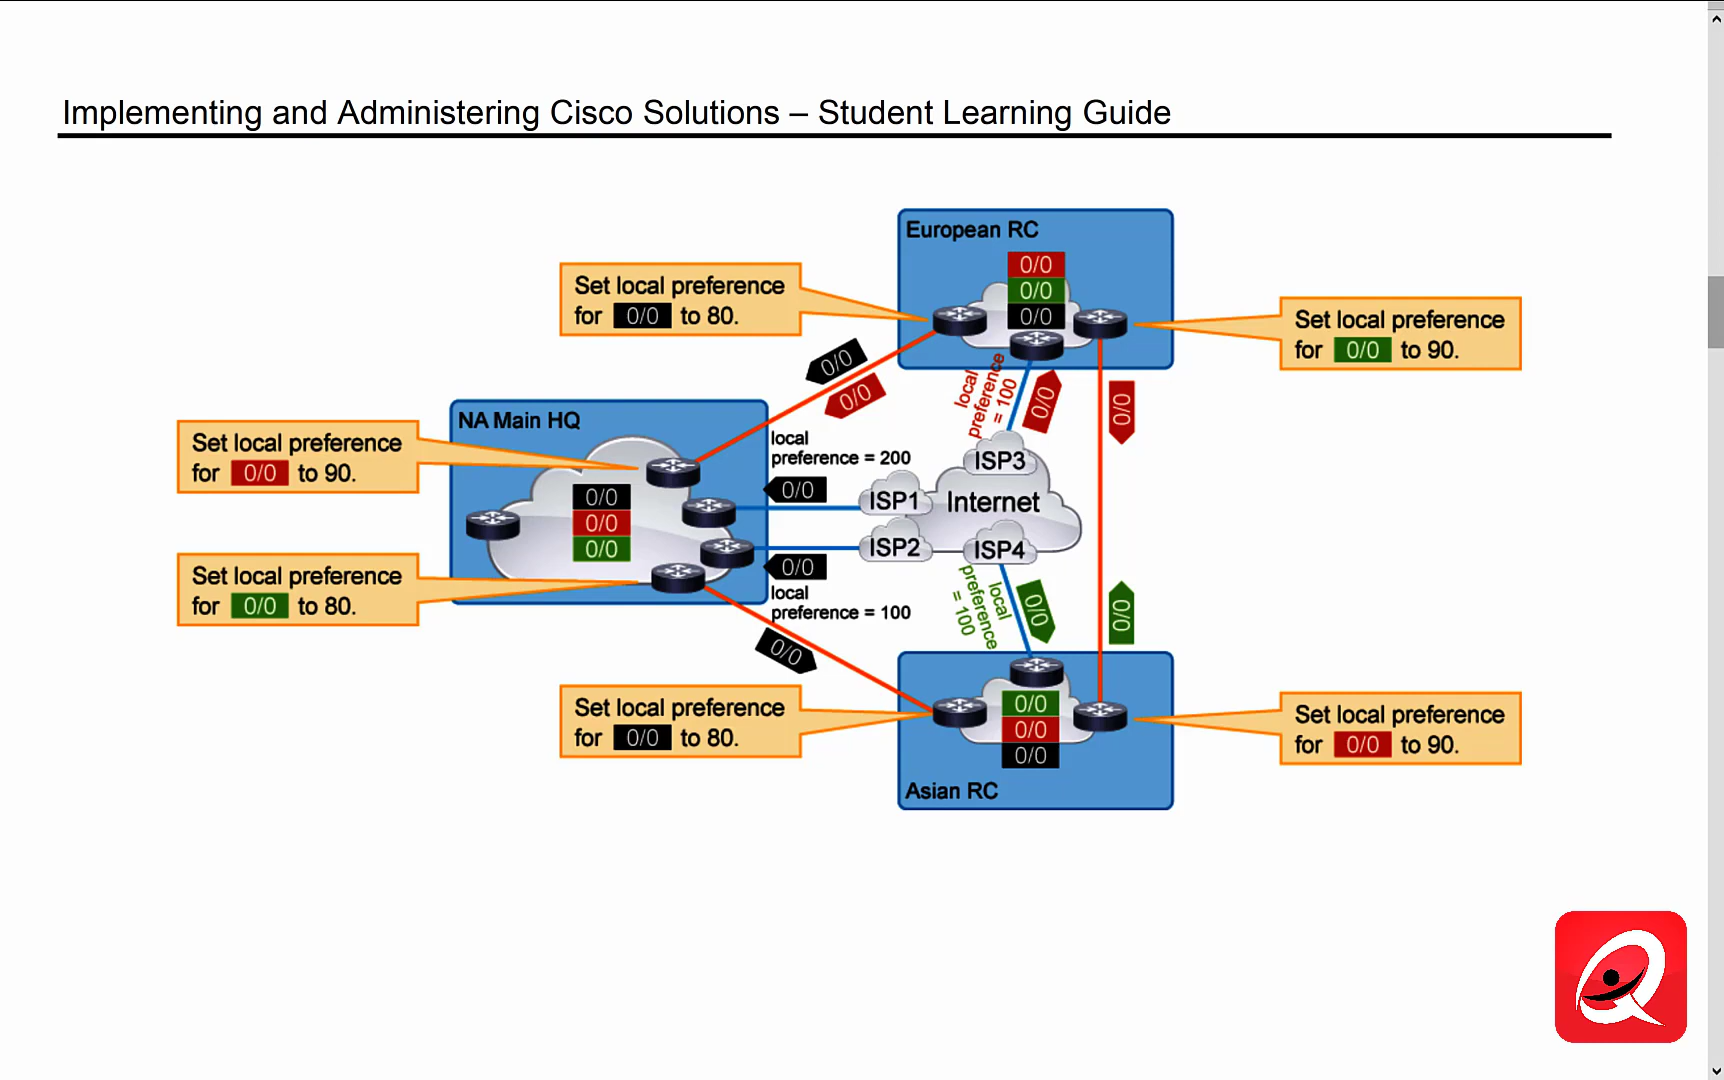 Implementing and Administering Cisco Solutions – Student Learning Guide
European RC
0/0
0/0
0/0
Set local preference
for 0/0 to 80.
Set local preference
for 0/0 to 90.
0/0
0/0
local
preference
= 100
0/0
0/0
NA Main HQ
Set local preference
for 0/0 to 90.
local
preference = 200
0/0
ISP3
ISP1
Internet
0/0
0/0
0/0
ISP2
ISP4
0/0
local
preference = 100
Set local preference
for 0/0 to 80.
local
preference
= 100
0/0
0/0
0/0
Set local preference
for 0/0 to 80.
0/0
0/0
0/0
Asian RC
Set local preference
for 0/0 to 90.